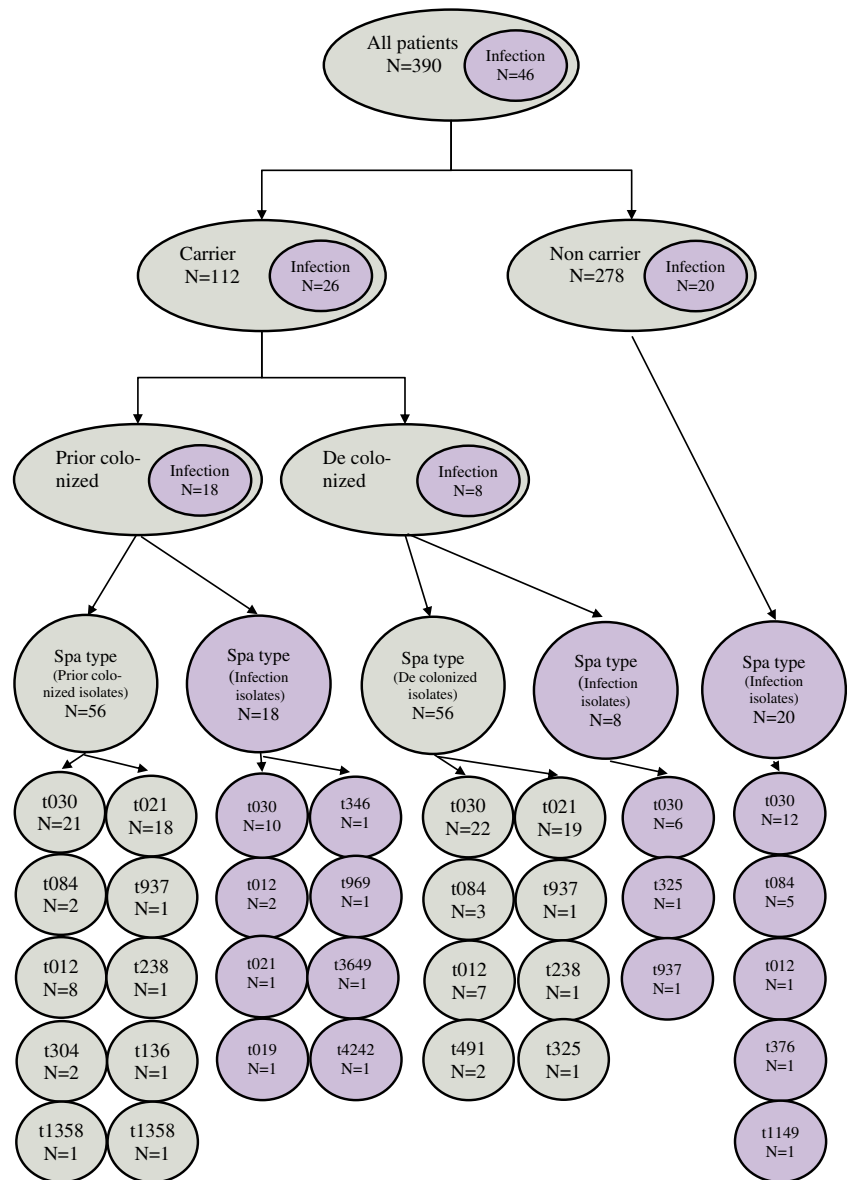 All patients
N=390
Infection
N=46
Carrier
N=112
Infection
N=26
Non carrier
N=278
Infection
N=20
Prior colo-
nized
Infection
N=18
De colo-
nized
Infection
N=8
Spa type
(Prior colo-
nized isolates)
N=56
Spa type
(Infection
isolates)
N=18
Spa type
(De colonized
isolates)
N=56
Spa type
(Infection
isolates)
N=8
Spa type
(Infection
isolates)
N=20
t030
N=21
t021
N=18
t084
N=2
t937
N=1
t012
N=8
t238
N=1
t304
N=2
t136
N=1
t1358
N=1
t1358
N=1
t030
N=10
t346
N=1
t012
N=2
t969
N=1
t021
N=1
t3649
N=1
t019
N=1
t4242
N=1
t030
N=22
t021
N=19
t084
N=3
t937
N=1
t012
N=7
t238
N=1
t491
N=2
t325
N=1
t030
N=6
t325
N=1
t937
N=1
t030
N=12
t084
N=5
t012
N=1
t376
N=1
t1149
N=1